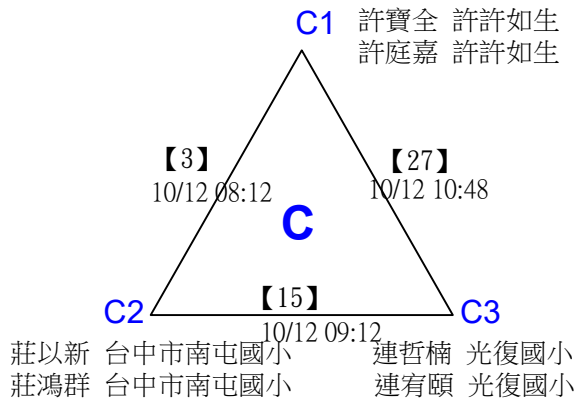 C1 許寶全 許許如生
許庭嘉 許許如生
【3】 【27】
10/12 08:12 10/12 10:48
C
【15】
C2 C3
10/12 09:12
莊以新 台中市南屯國小 連哲楠 光復國小
莊鴻群 台中市南屯國小 連宥頤 光復國小